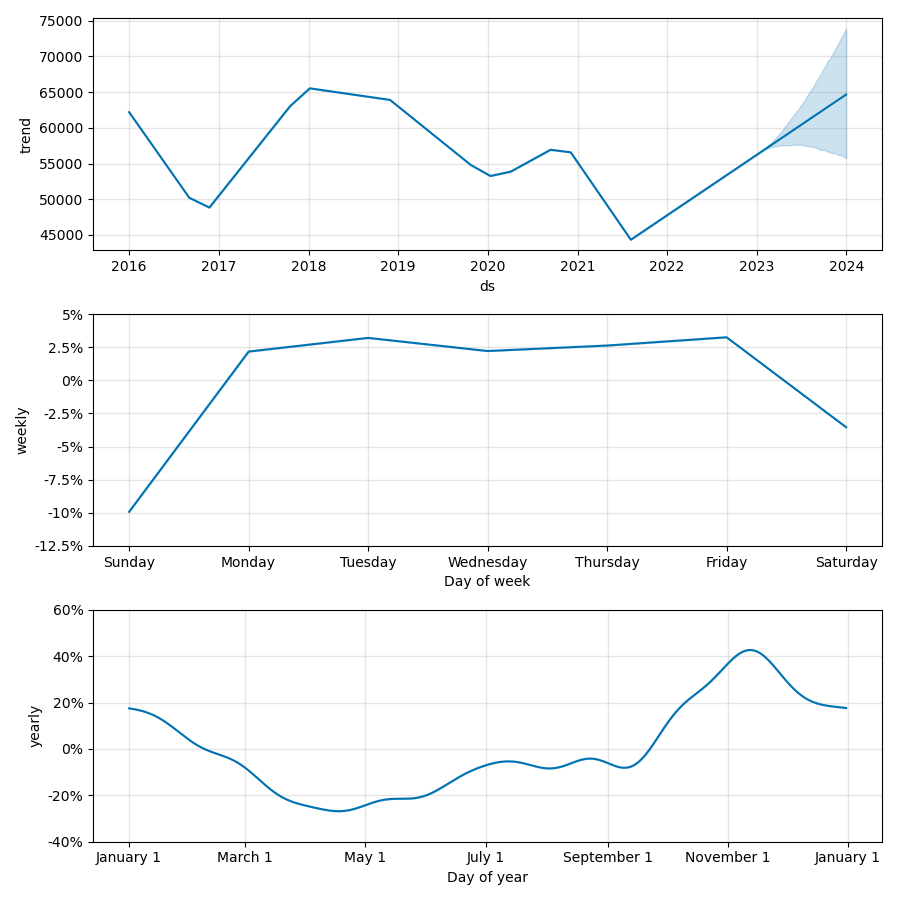 75000
70000
65000
60000
55000
50000
45000
trend
2016 2017 2018 2019 2020 2021 2022 2023 2024
ds
5%
2.5%
0%
-2.5%
-5%
-7.5%
-10%
-12.5%
weekly
Sunday Monday Tuesday Wednesday Thursday Friday Saturday
Day of week
60%
40%
20%
0%
-20%
-40%
yearly
January 1 March 1 May 1 July 1 September 1 November 1 January 1
Day of year